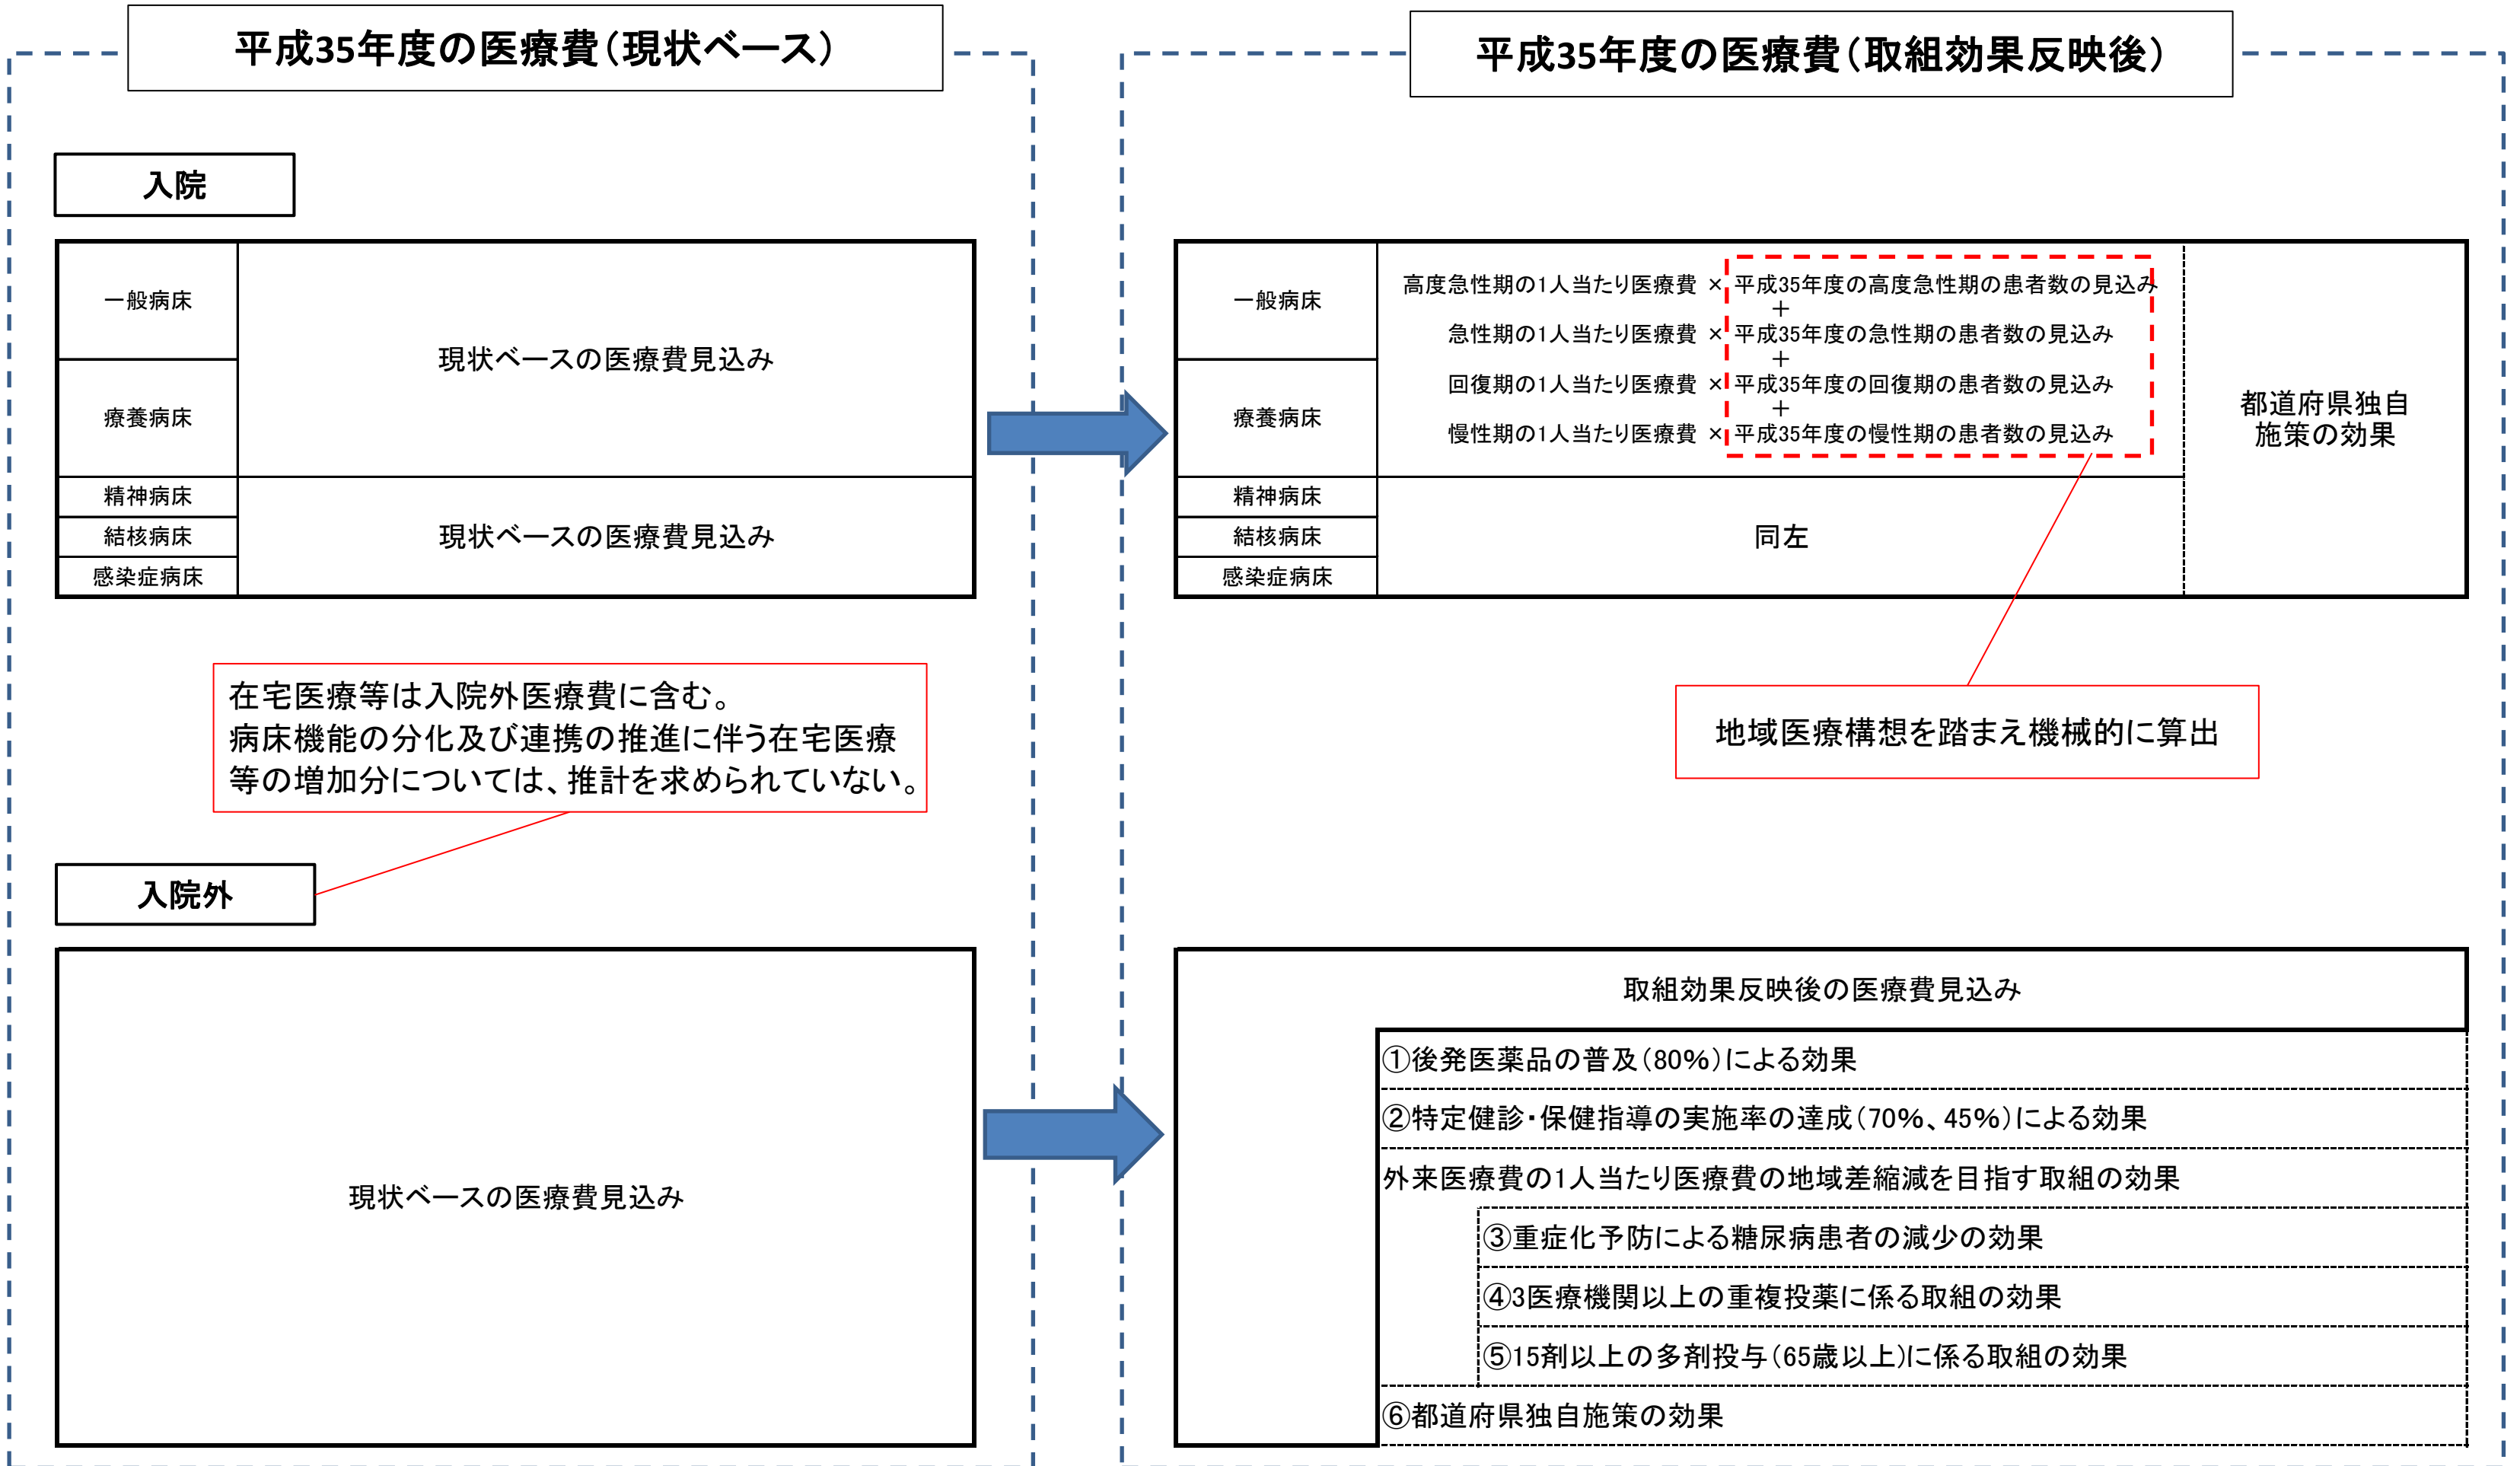 平成35年度の医療費（現状ベース）
平成35年度の医療費（取組効果反映後）
入院
一般病床
療養病床
精神病床
結核病床
感染症病床
現状ベースの医療費見込み
現状ベースの医療費見込み
一般病床
療養病床
精神病床
結核病床
感染症病床
高度急性期の1人当たり医療費 × 平成35年度の高度急性期の患者数の見込み
＋
急性期の1人当たり医療費 × 平成35年度の急性期の患者数の見込み
＋
回復期の1人当たり医療費 × 平成35年度の回復期の患者数の見込み
＋
慢性期の1人当たり医療費 × 平成35年度の慢性期の患者数の見込み
同左
都道府県独自
施策の効果
在宅医療等は入院外医療費に含む。
病床機能の分化及び連携の推進に伴う在宅医療
等の増加分については、推計を求められていない。
地域医療構想を踏まえ機械的に算出
入院外
現状ベースの医療費見込み
取組効果反映後の医療費見込み
①後発医薬品の普及（80％）による効果
②特定健診・保健指導の実施率の達成（70％、45％）による効果
外来医療費の1人当たり医療費の地域差縮減を目指す取組の効果
③重症化予防による糖尿病患者の減少の効果
④3医療機関以上の重複投薬に係る取組の効果
⑤15剤以上の多剤投与（65歳以上）に係る取組の効果
⑥都道府県独自施策の効果